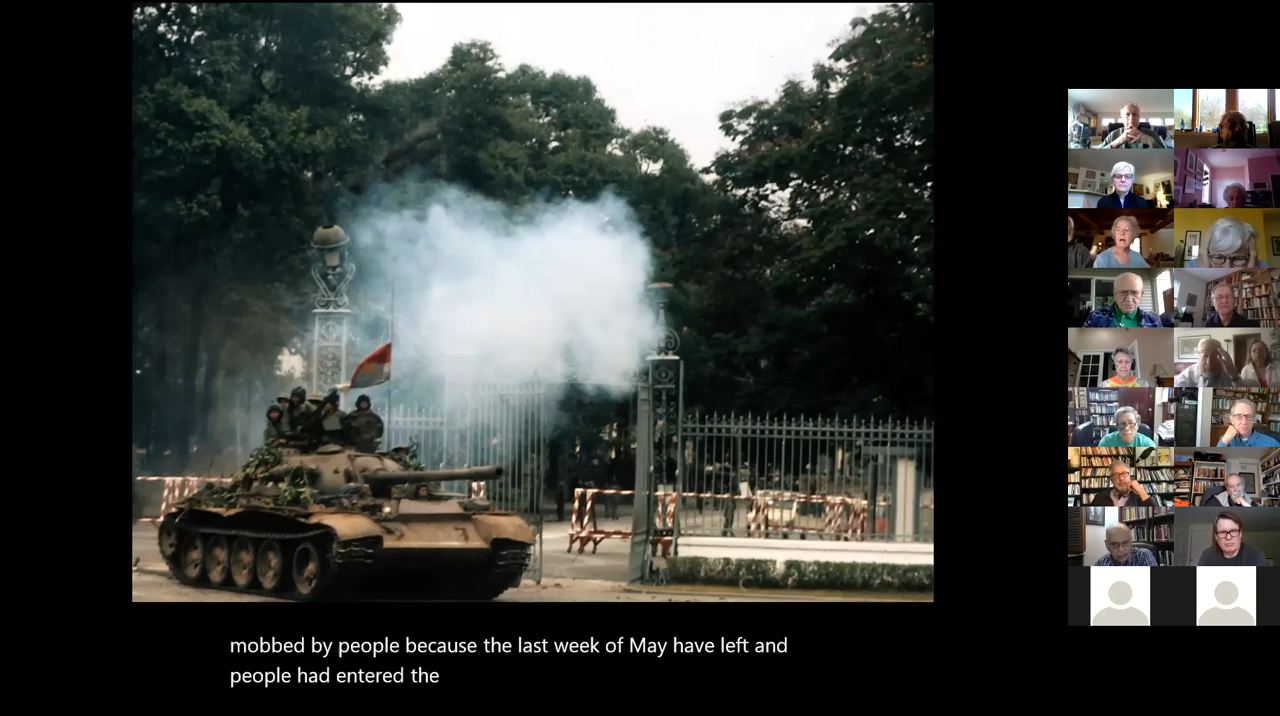 mobbed by people because the last week of May have left and
people had entered the